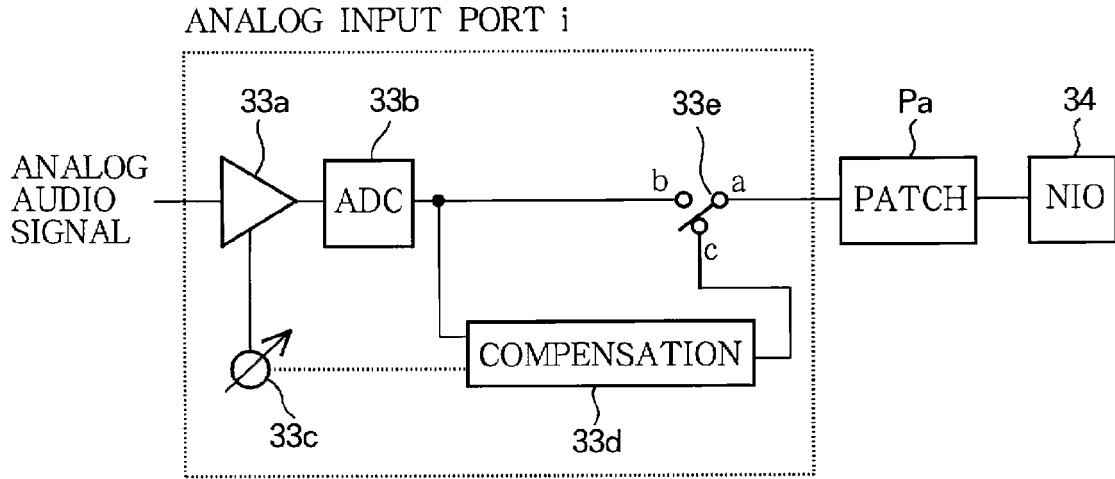 ANALOG INPUT PORT i
33a
33b
33e
Pa
34
ANALOG
AUDIO
SIGNAL
ADC
b
a
c
PATCH
NIO
COMPENSATION
33c
33d